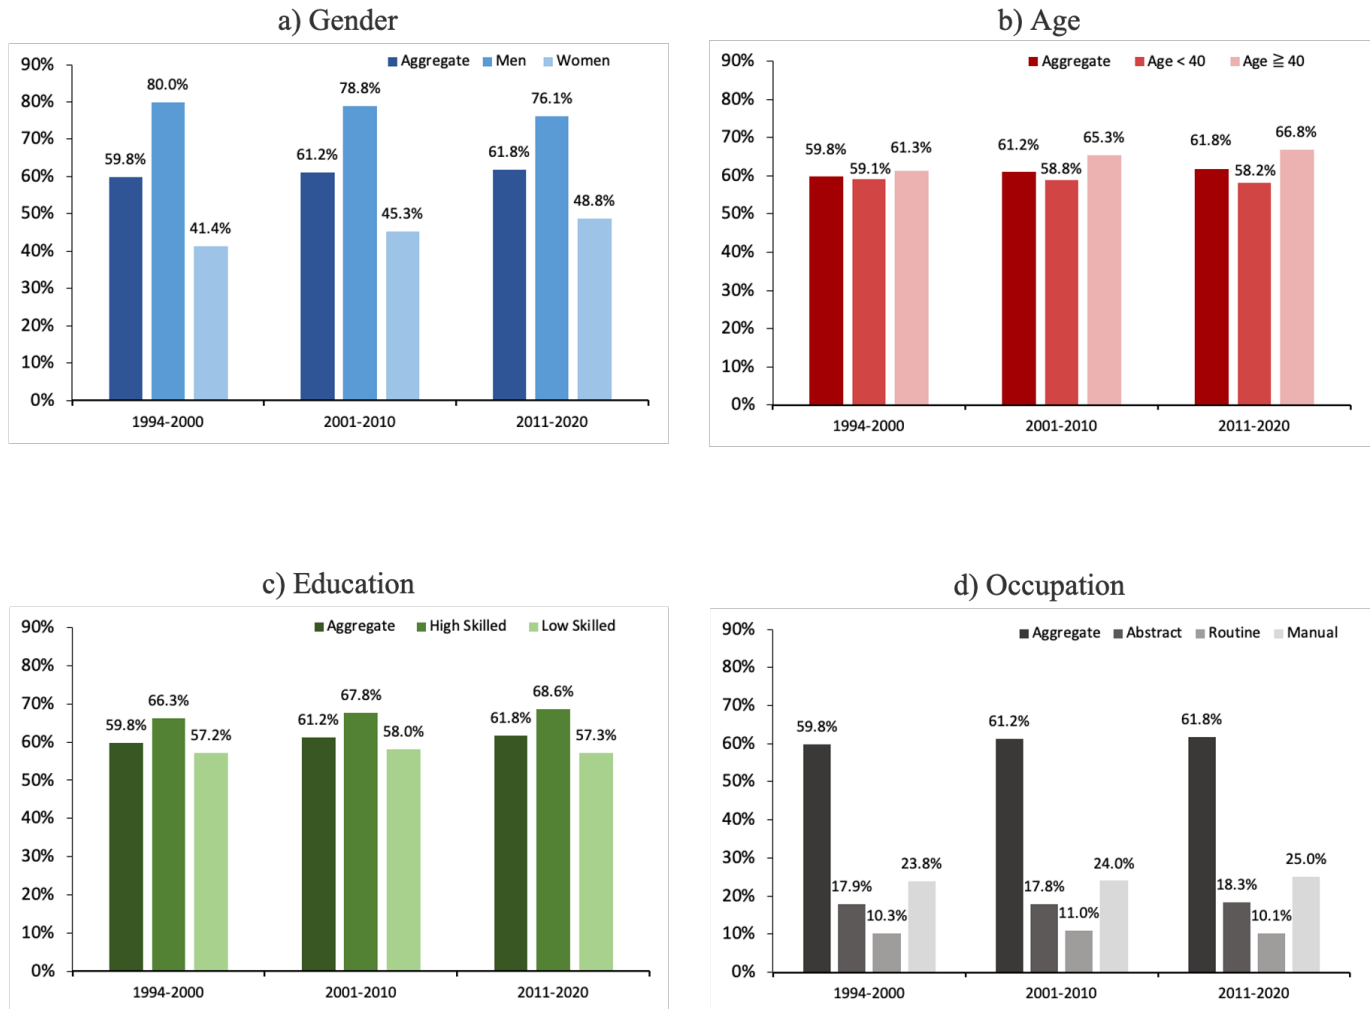 a) Gender
Aggregate Men Women
90%
80%
70%
60%
50%
40%
30%
20%
10%
0%
59.8% 80.0% 41.4%
61.2% 78.8% 45.3%
61.8% 76.1% 48.8%
1994-2000 2001-2010 2011-2020
b) Age
Aggregate Age < 40 Age ≧ 40
90%
80%
70%
60%
50%
40%
30%
20%
10%
0%
59.8% 59.1% 61.3%
61.2% 58.8% 65.3%
61.8% 58.2% 66.8%
1994-2000 2001-2010 2011-2020
c) Education
Aggregate High Skilled Low Skilled
90%
80%
70%
60%
50%
40%
30%
20%
10%
0%
59.8% 66.3% 57.2%
61.2% 67.8% 58.0%
61.8% 68.6% 57.3%
1994-2000 2001-2010 2011-2020
d) Occupation
Aggregate Abstract Routine Manual
90%
80%
70%
60%
50%
40%
30%
20%
10%
0%
59.8% 17.9% 10.3% 23.8%
61.2% 17.8% 11.0% 24.0%
61.8% 18.3% 10.1% 25.0%
1994-2000 2001-2010 2011-2020